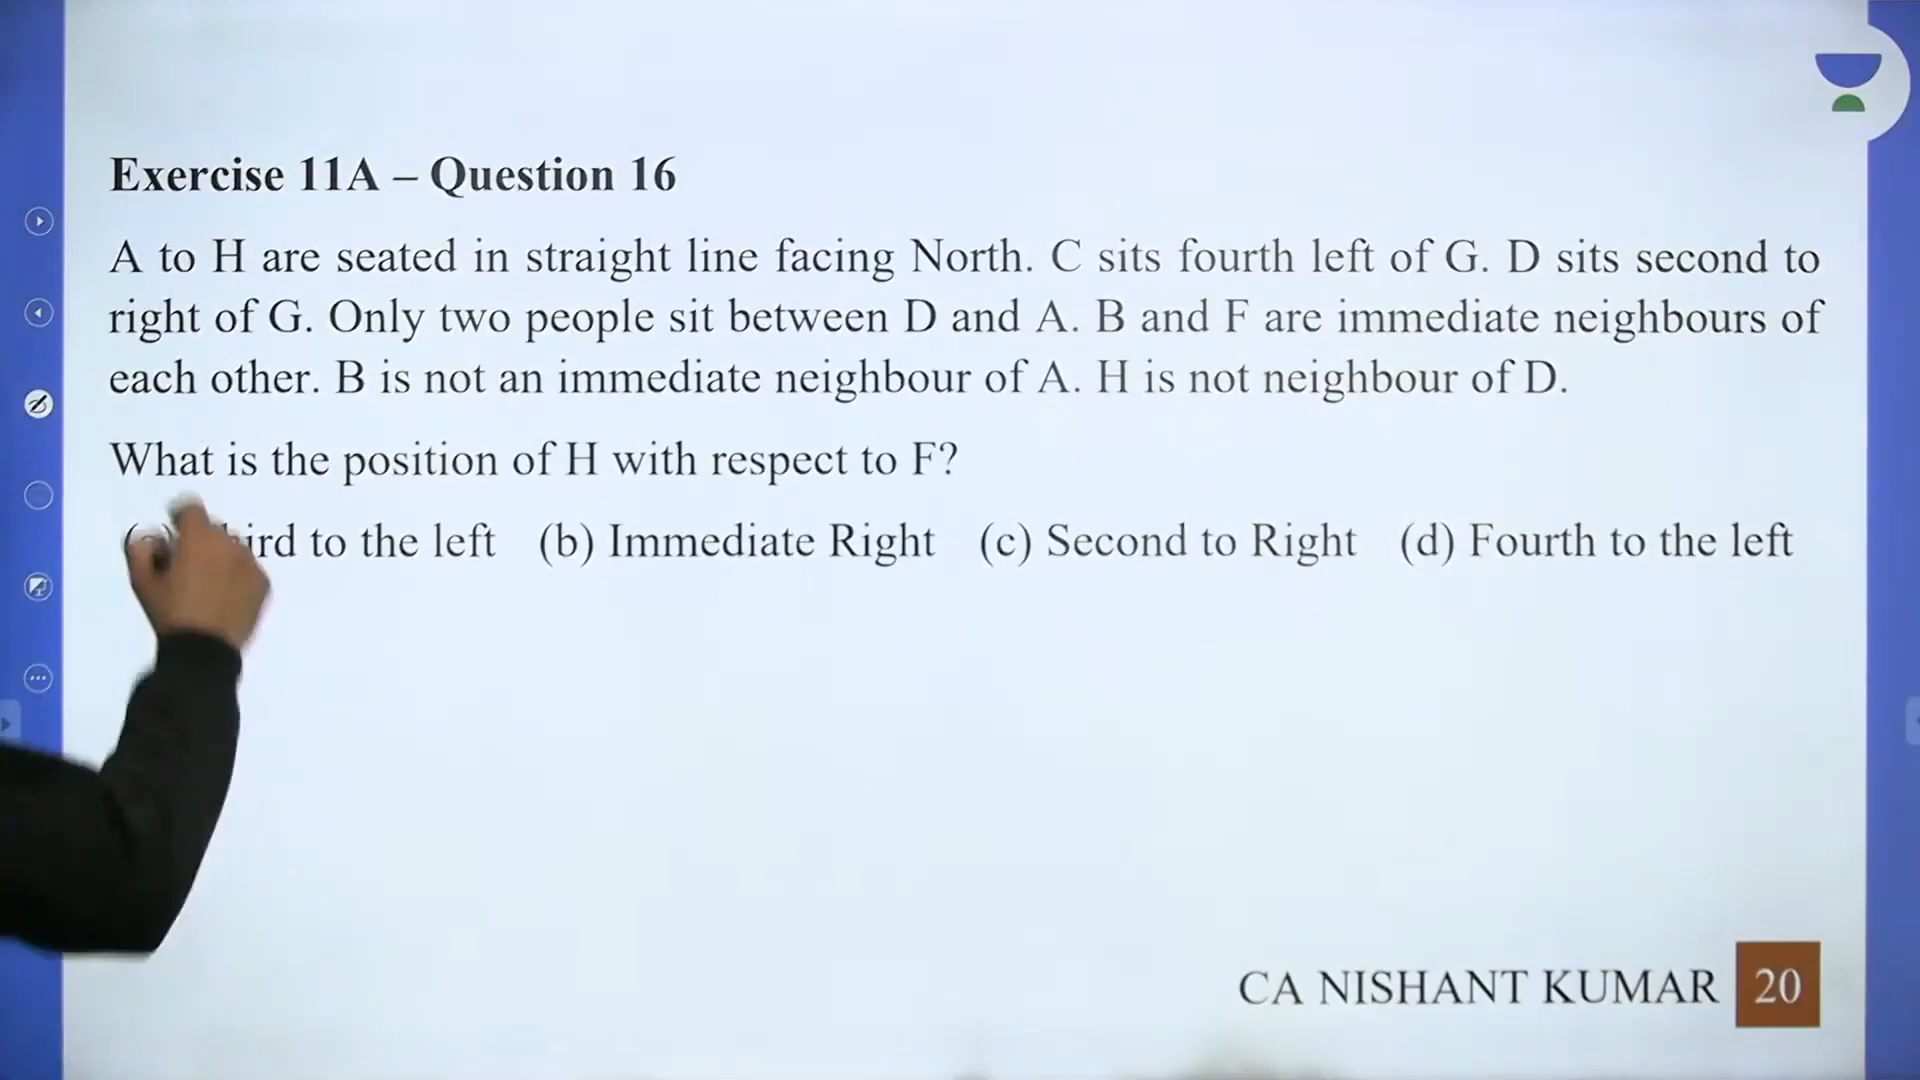 Exercise 11A – Question 16
A to H are seated in straight line facing North. C sits fourth left of G. D sits second to
right of G. Only two people sit between D and A. B and F are immediate neighbours of
each other. B is not an immediate neighbour of A. H is not neighbour of D.
What is the position of H with respect to F?
to the left (b) Immediate Right (c) Second to Right (d) Fourth to the left
CA NISHANT KUMAR 20